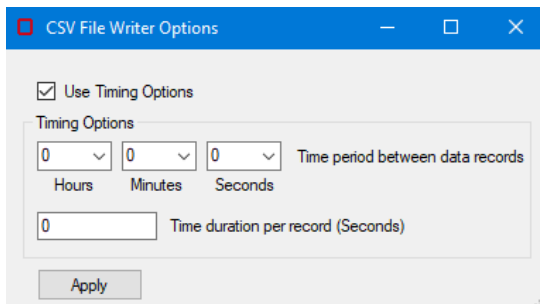 CSV File Writer Options
Use Timing Options
Timing Options
0 0 0 Time period between data records
Hours Minutes Seconds
0 Time duration per record (Seconds)
Apply